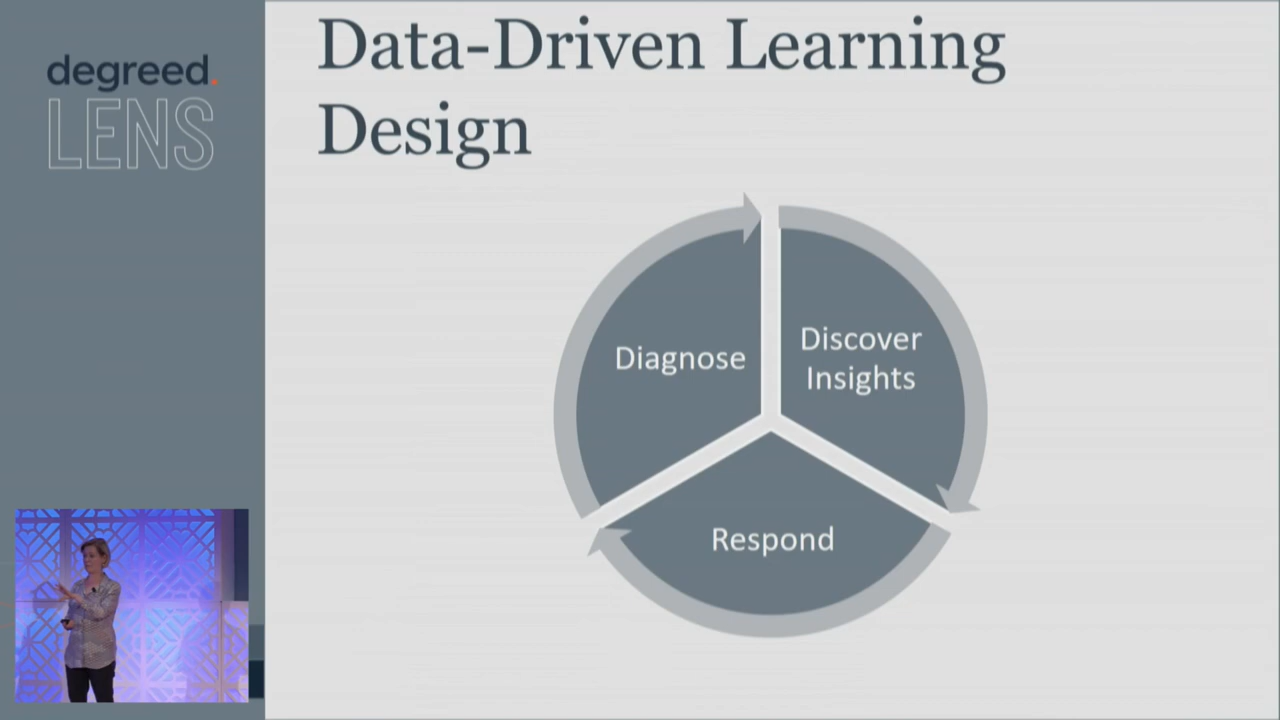 degreed.
LENS
Data-Driven Learning
Design
Diagnose
Discover
Insights
Respond